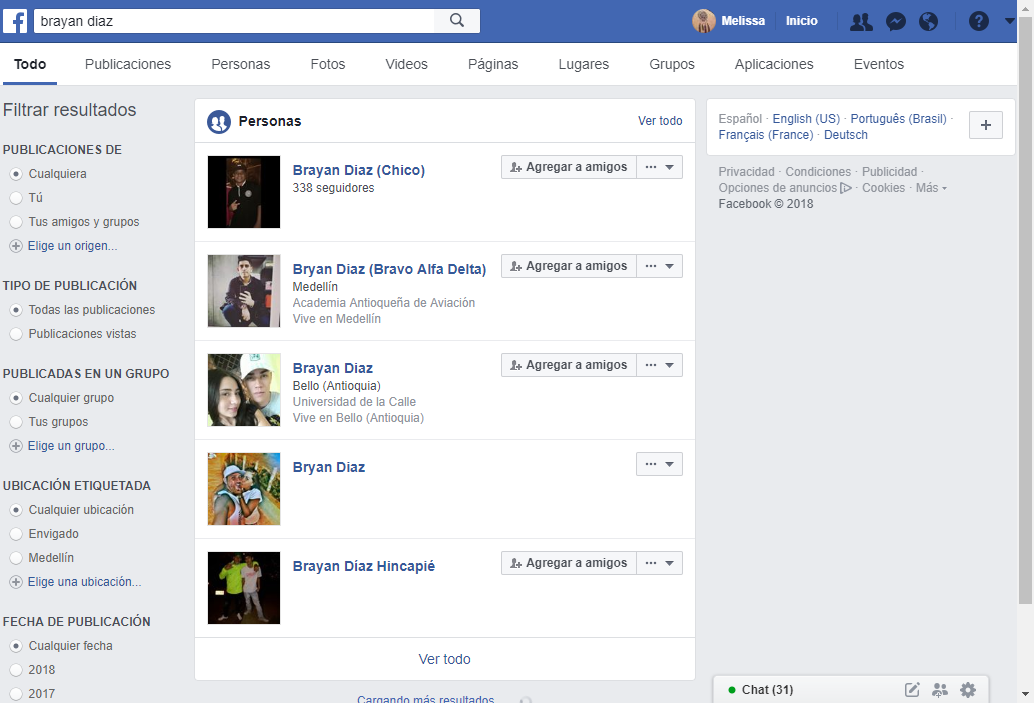 f
brayan diaz
Melissa
Inicio
?
Todo
Publicaciones
Personas
Fotos
Videos
Páginas
Lugares
Grupos
Aplicaciones
Eventos
Filtrar resultados
PUBLICACIONES DE
Cualquiera
Tú
Tus amigos y grupos
Elige un origen...
TIPO DE PUBLICACIÓN
Todas las publicaciones
Publicaciones vistas
PUBLICADAS EN UN GRUPO
Cualquier grupo
Tus grupos
Elige un grupo...
UBICACIÓN ETIQUETADA
Cualquier ubicación
Envigado
Medellín
Elige una ubicación...
FECHA DE PUBLICACIÓN
Cualquier fecha
2018
2017
Personas
Ver todo
Brayan Diaz (Chico)
338 seguidores
Agregar a amigos
Bryan Diaz (Bravo Alfa Delta)
Medellín
Academia Antioqueña de Aviación
Vive en Medellín
Agregar a amigos
Brayan Diaz
Bello (Antioquia)
Universidad de la Calle
Vive en Bello (Antioquia)
Agregar a amigos
Bryan Diaz
Brayan Díaz Hincapié
Agregar a amigos
Ver todo
Cargando más resultados
Español · English (US) · Português (Brasil) ·
Français (France) · Deutsch
Privacidad · Condiciones · Publicidad ·
Opciones de anuncios · Cookies · Más
Facebook © 2018
Chat (31)